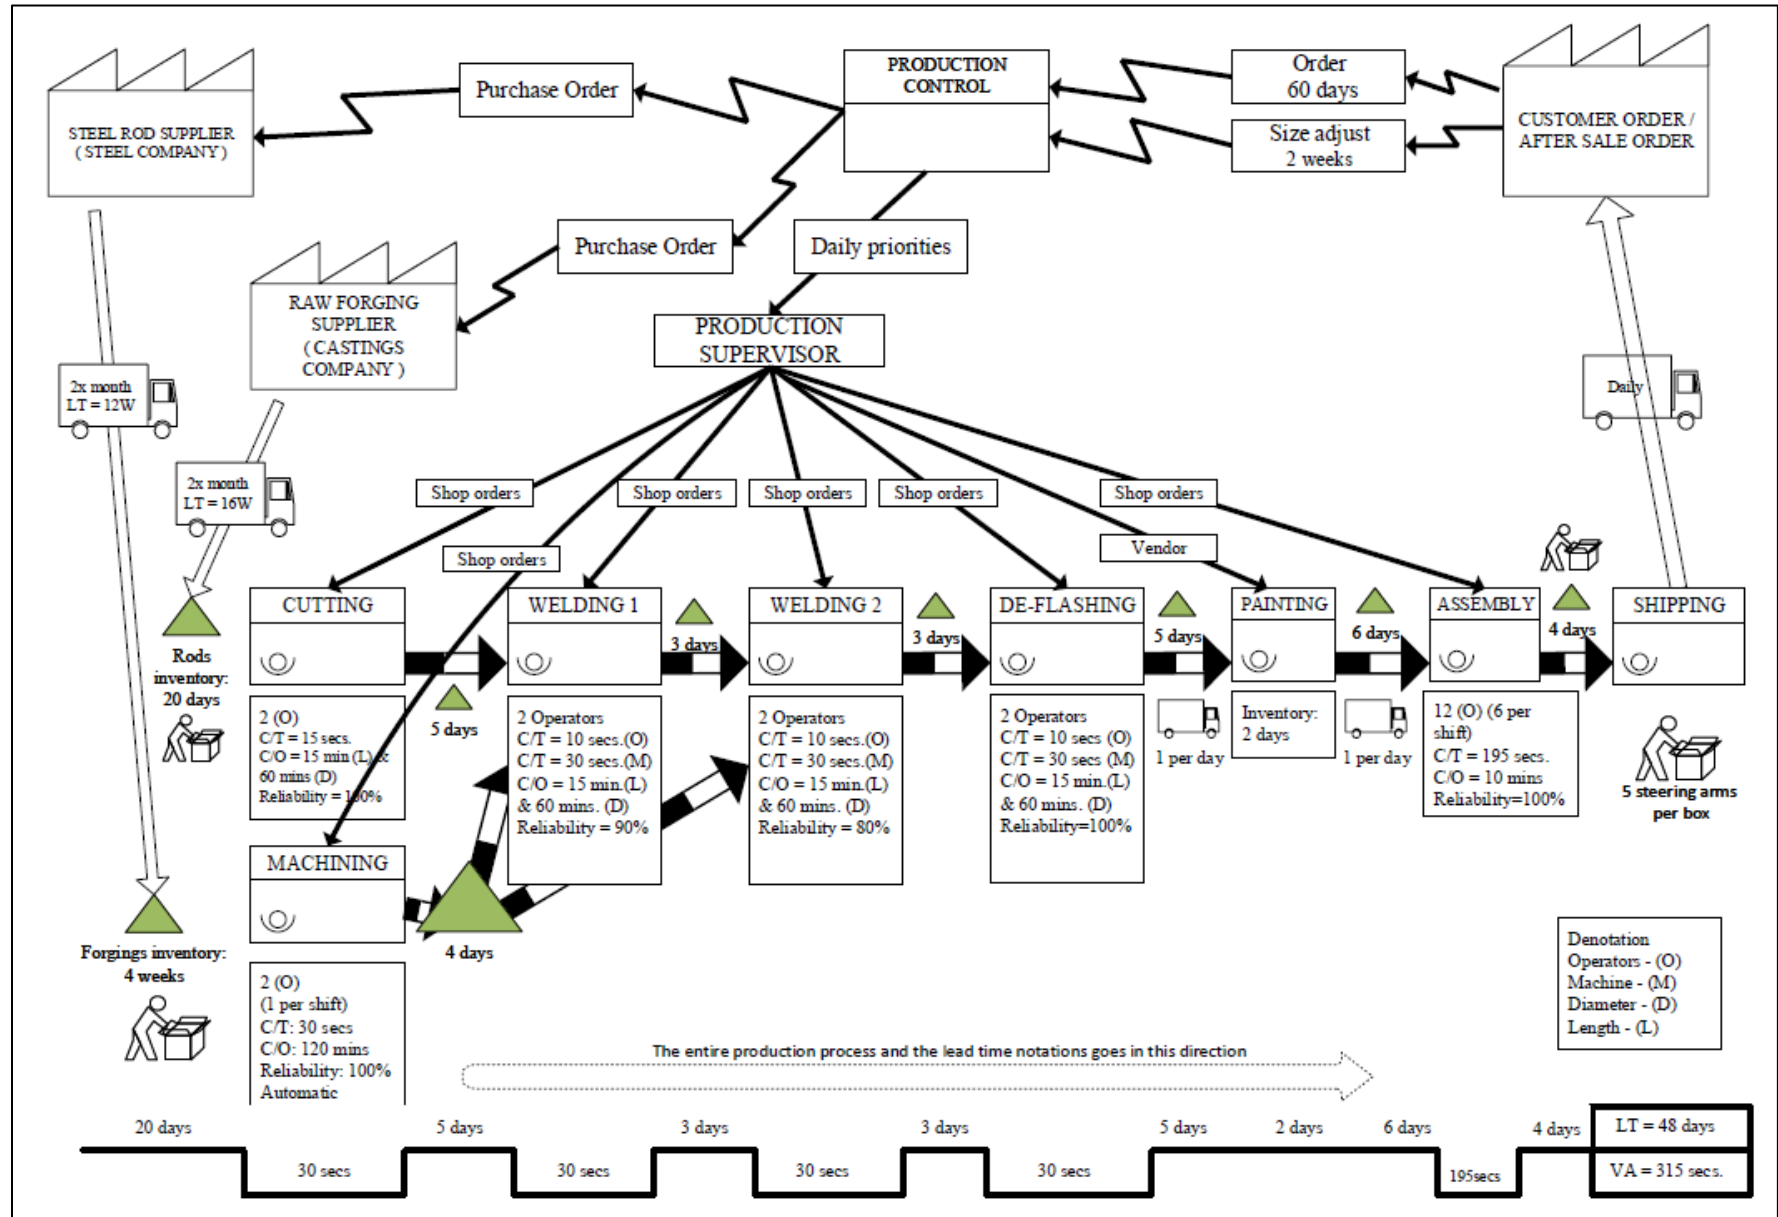 PRODUCTION
CONTROL
Order
60 days
Purchase Order
STEEL ROD SUPPLIER
( STEEL COMPANY )
Size adjust
2 weeks
CUSTOMER ORDER /
AFTER SALE ORDER
Purchase Order
Daily priorities
RAW FORGING
SUPPLIER
( CASTINGS
COMPANY )
PRODUCTION
SUPERVISOR
2x month
LT = 12W
Daily
2x month
LT = 16W
Shop orders
Shop orders
Shop orders
Shop orders
Shop orders
Shop orders
Vendor
CUTTING
WELDING 1
WELDING 2
DE-FLASHING
PAINTING
ASSEMBLY
SHIPPING
Rods
inventory:
20 days
5 days
3 days
3 days
5 days
6 days
4 days
2 (O)
C/T = 15 secs.
C/O = 15 min (L) &
60 mins (D)
Reliability = 100%
2 Operators
C/T = 10 secs.(O)
C/T = 30 secs.(M)
C/O = 15 min.(L)
& 60 mins. (D)
Reliability = 90%
2 Operators
C/T = 10 secs.(O)
C/T = 30 secs.(M)
C/O = 15 min.(L)
& 60 mins. (D)
Reliability = 80%
2 Operators
C/T = 10 secs (O)
C/T = 30 secs (M)
C/O = 15 min.(L)
& 60 mins. (D)
Reliability=100%
1 per day
Inventory:
2 days
1 per day
12 (O) (6 per
shift)
C/T = 195 secs.
C/O = 10 mins
Reliability=100%
5 steering arms
per box
MACHINING
4 days
Forgings inventory:
4 weeks
2 (O)
(1 per shift)
C/T: 30 secs
C/O: 120 mins
Reliability: 100%
Automatic
Denotation
Operators - (O)
Machine - (M)
Diameter - (D)
Length - (L)
The entire production process and the lead time notations goes in this direction
20 days
5 days
3 days
3 days
5 days
2 days
6 days
4 days
LT = 48 days
30 secs
30 secs
30 secs
30 secs
195secs
VA = 315 secs.